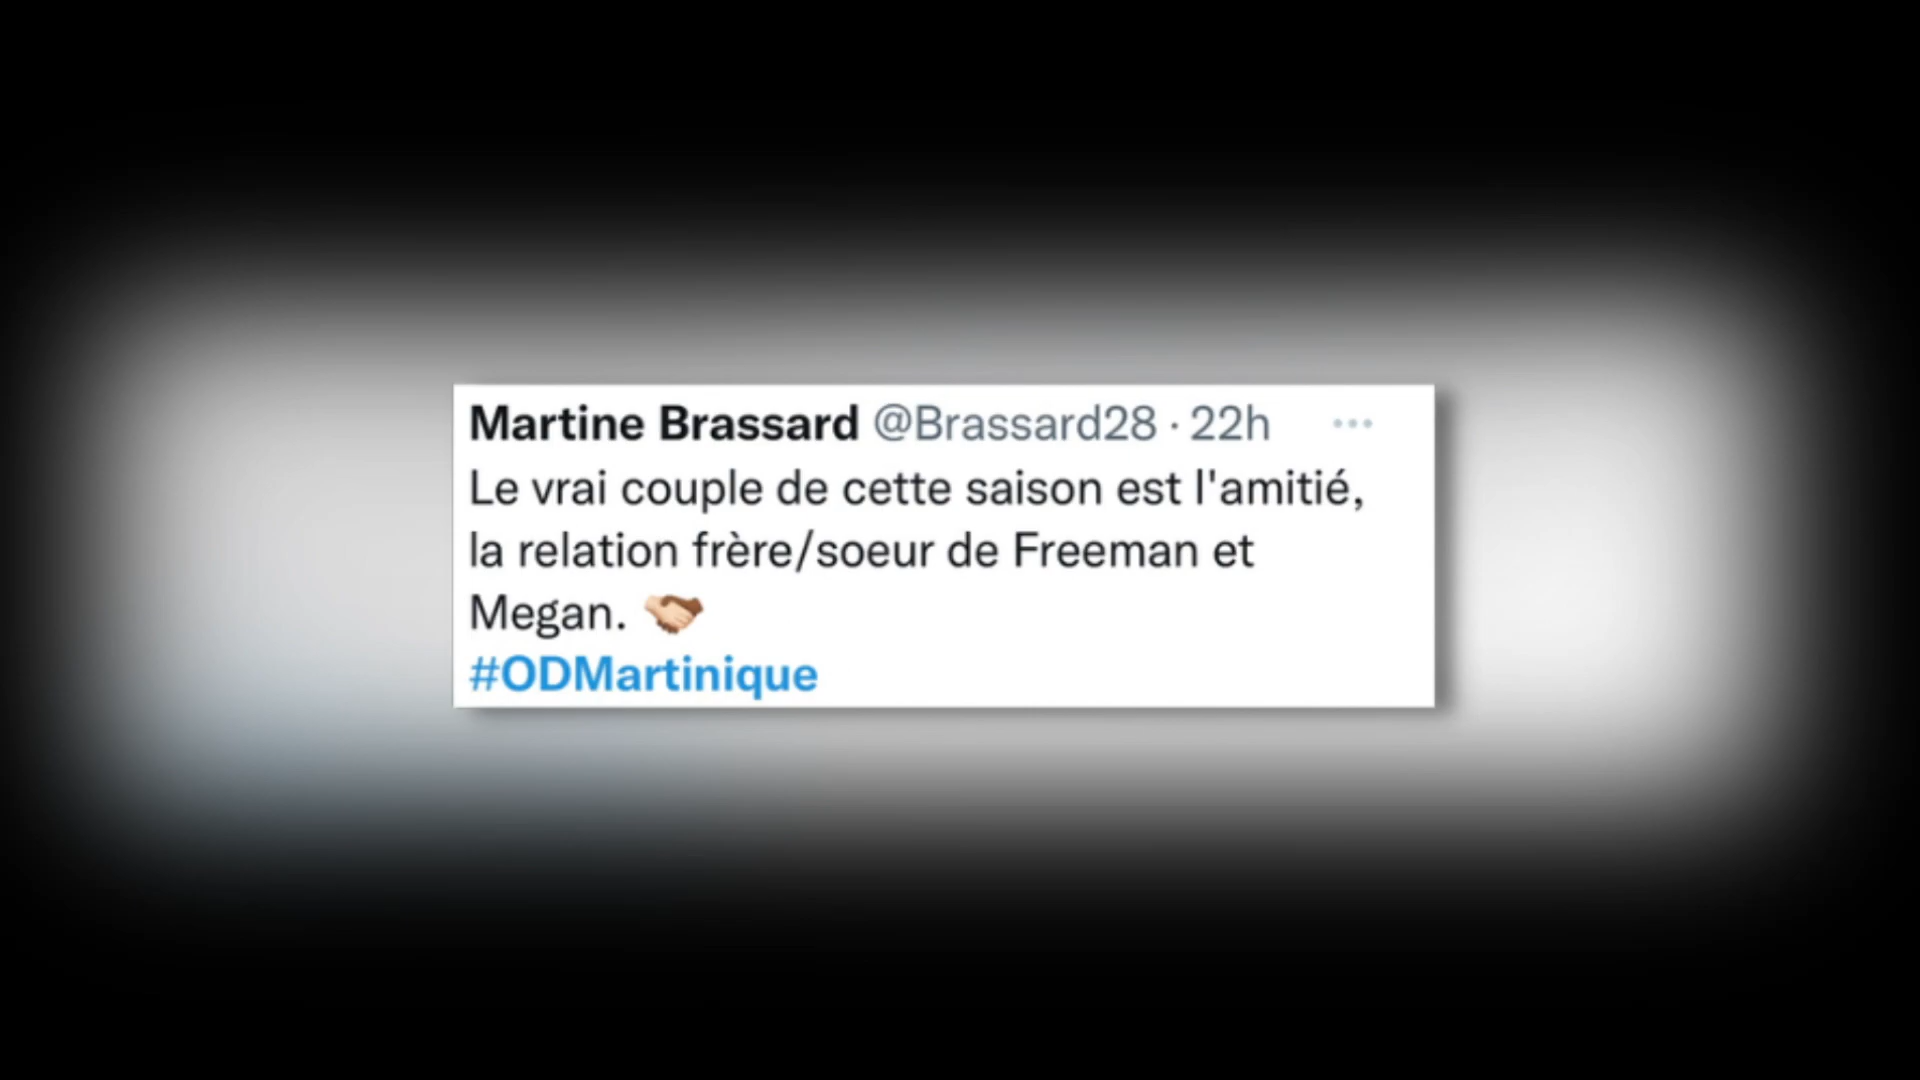 Martine Brassard @Brassard28 · 22h ···
Le vrai couple de cette saison est l'amitié,
la relation frère/soeur de Freeman et
Megan. 🫱🏻‍🫲🏾
#ODMartinique